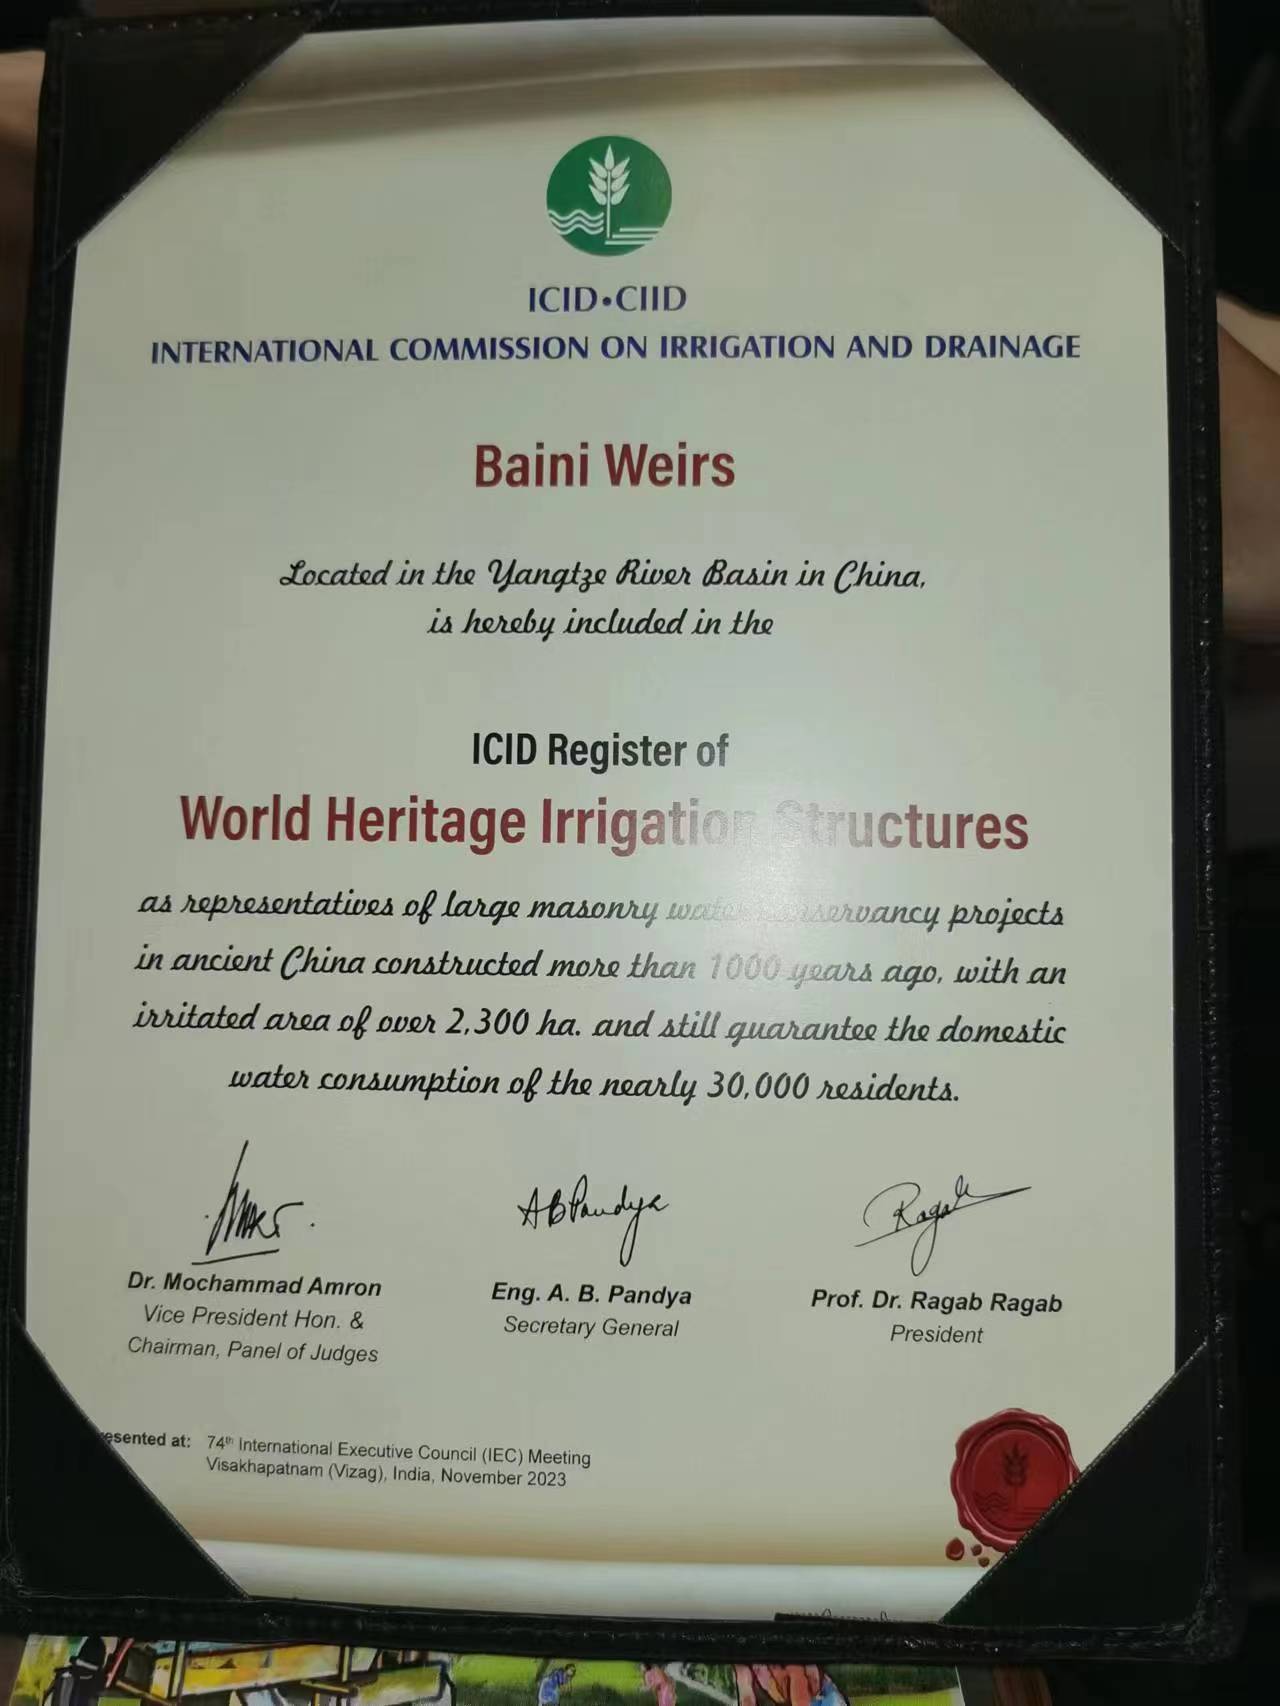 ICID•CIID
INTERNATIONAL COMMISSION ON IRRIGATION AND DRAINAGE
Baini Weirs
Located in the Yangtze River Basin in China,
is hereby included in the
ICID Register of
World Heritage Irrigation Structures
as representatives of large masonry water conservancy projects
in ancient China constructed more than 1000 years ago, with an
irritated area of over 2,300 ha. and still guarantee the domestic
water consumption of the nearly 30,000 residents.
ABPandya
Ragab
Dr. Mochammad Amron
Vice President Hon. &
Chairman, Panel of Judges
Eng. A. B. Pandya
Secretary General
Prof. Dr. Ragab Ragab
President
esented at: 74th International Executive Council (IEC) Meeting
Visakhapatnam (Vizag), India, November 2023